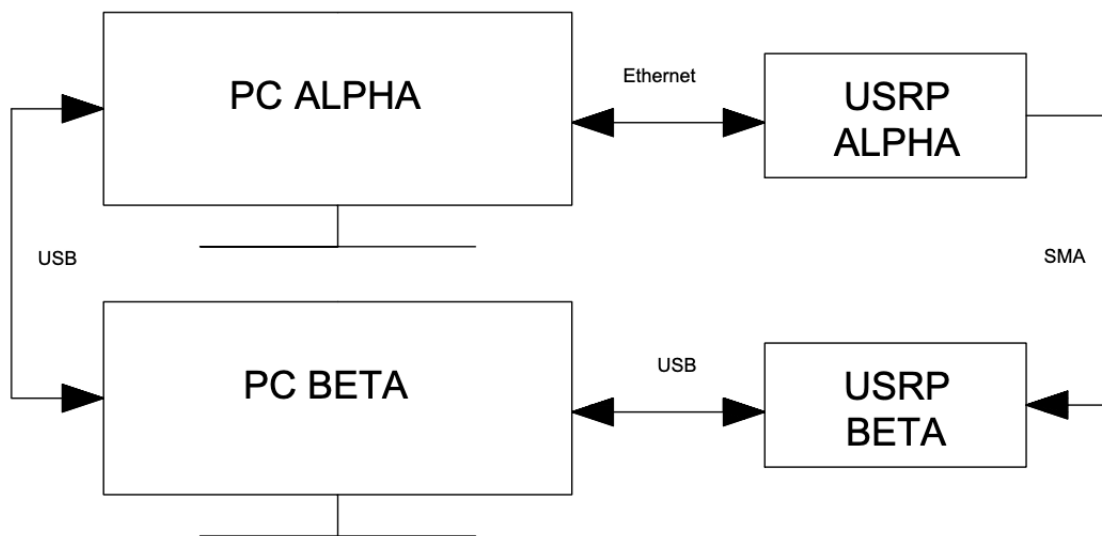 PC ALPHA
Ethernet
USRP
ALPHA
USB
SMA
PC BETA
USB
USRP
BETA